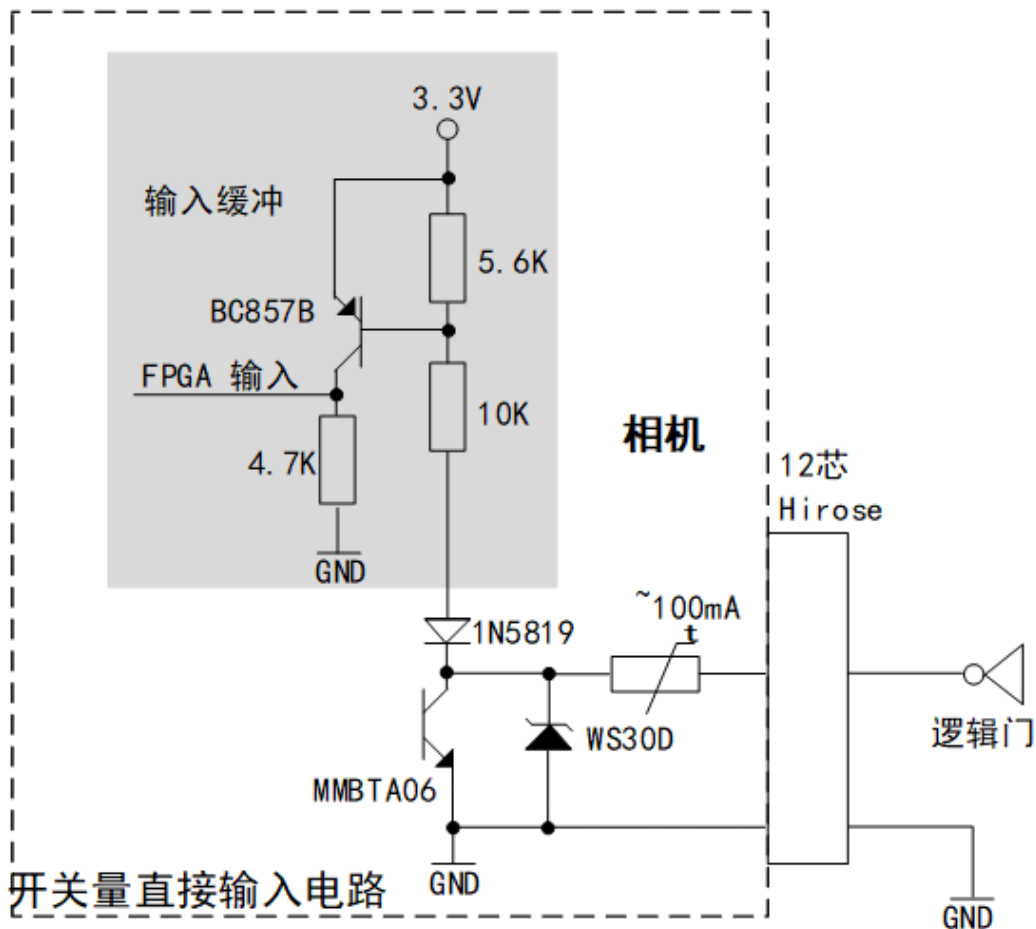 3.3V
输入缓冲
5.6K
BC857B
FPGA 输入
10K
相机
4.7K
12芯
Hirose
GND
~100mA
t
1N5819
WS30D
逻辑门
MMBTA06
GND
开关量直接输入电路
GND